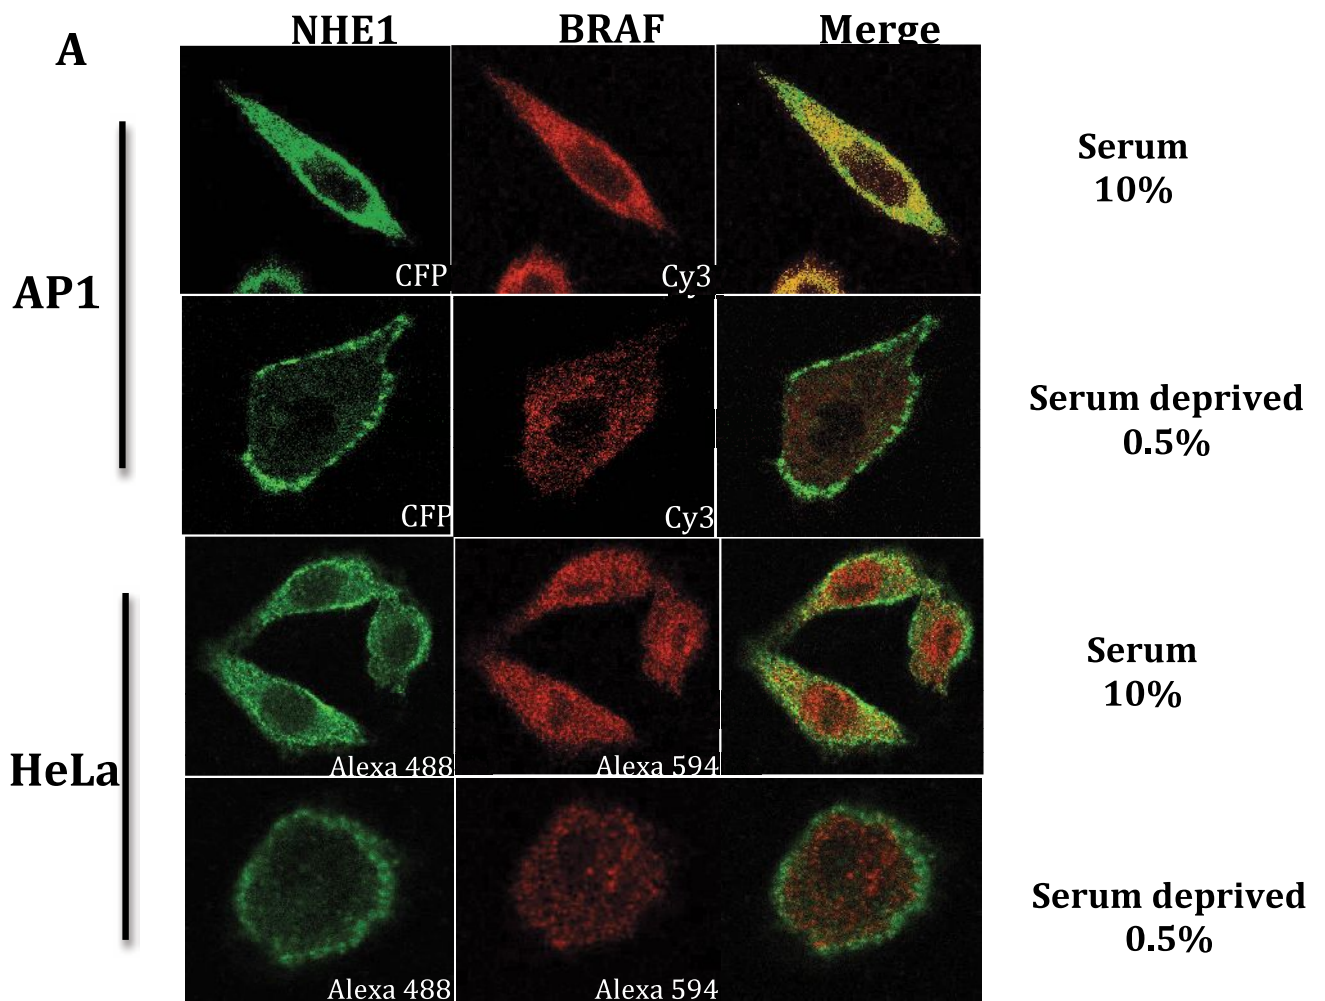 A
NHE1 BRAF Merge
AP1
CFP Cy3
Serum
10%
CFP Cy3
Serum deprived
0.5%
HeLa
Alexa 488 Alexa 594
Serum
10%
Alexa 488 Alexa 594
Serum deprived
0.5%